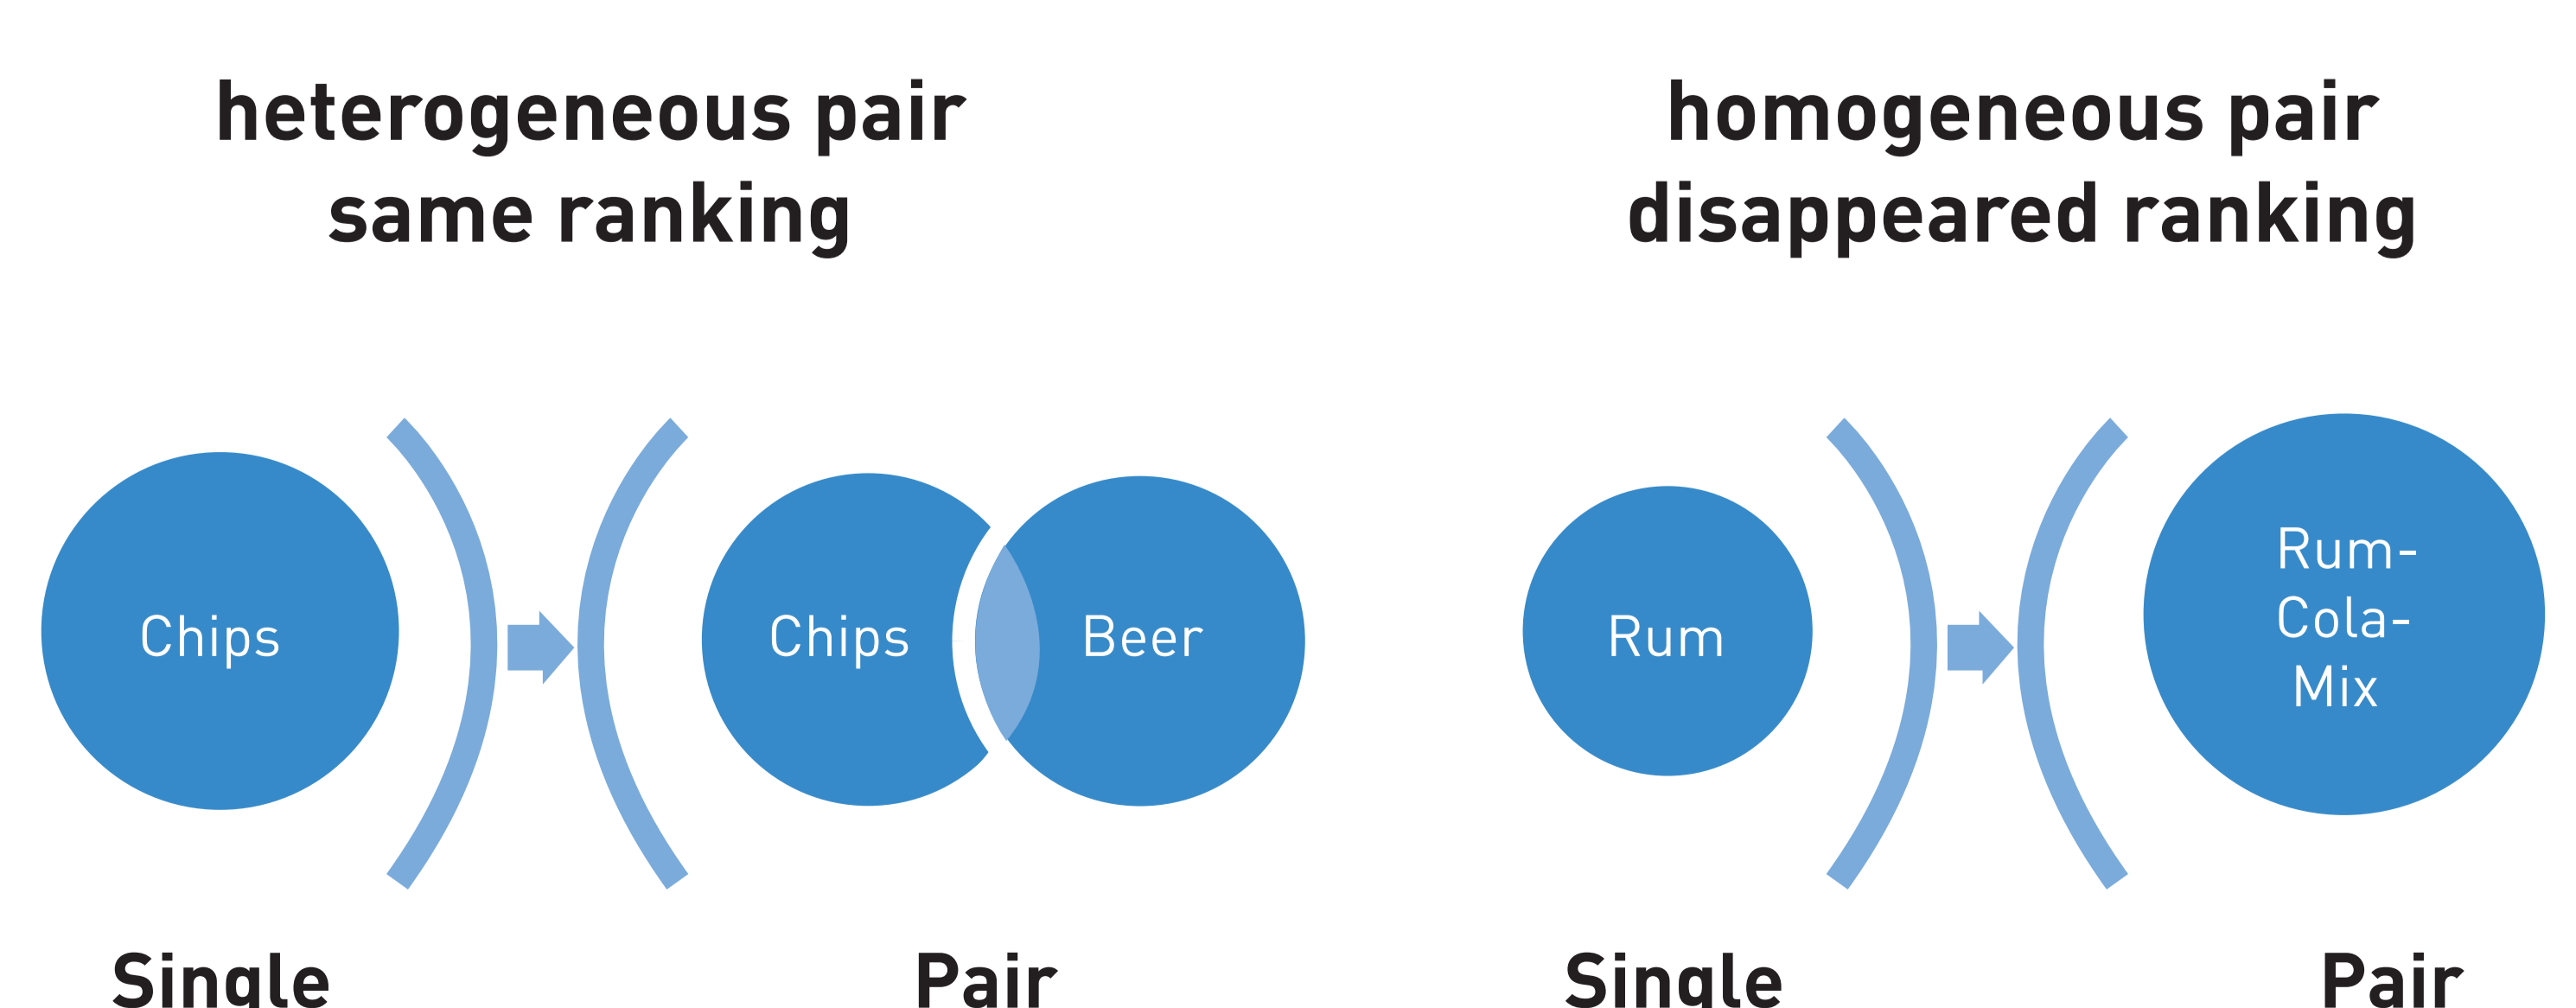 heterogeneous pair
same ranking
homogeneous pair
disappeared ranking
Chips
Chips
Beer
Rum
Rum-
Cola-
Mix
Single
Pair
Single
Pair